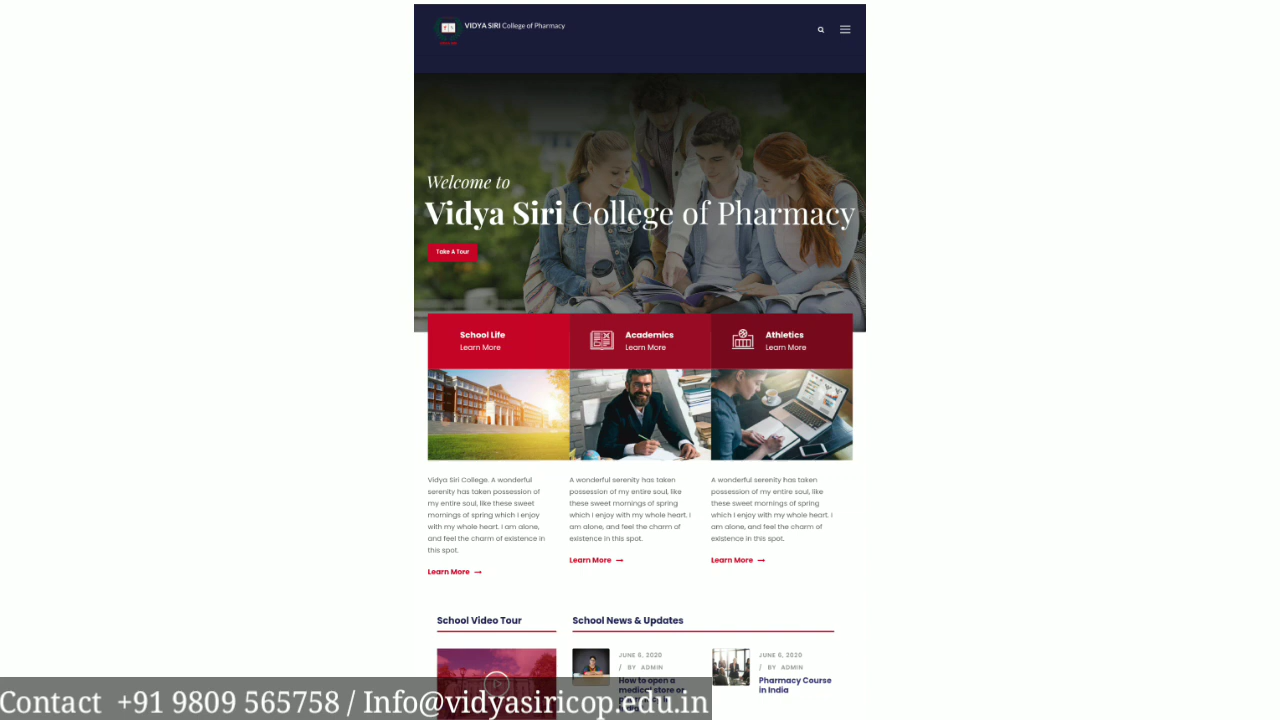 VIDYA SIRI College of Pharmacy
Welcome to
Vidya Siri College of Pharmacy
Take A Tour
School Life
Learn More
Academics
Learn More
Athletics
Learn More
Vidya Siri College. A wonderful
serenity has taken possession of
my entire soul, like these sweet
mornings of spring which I enjoy
with my whole heart. I am alone,
and feel the charm of existence in
this spot.
Learn More
A wonderful serenity has taken
possession of my entire soul, like
these sweet mornings of spring
which I enjoy with my whole heart. I
am alone, and feel the charm of
existence in this spot.
Learn More
A wonderful serenity has taken
possession of my entire soul, like
these sweet mornings of spring
which I enjoy with my whole heart. I
am alone, and feel the charm of
existence in this spot.
Learn More
School Video Tour
School News & Updates
JUNE 6, 2020
/ BY ADMIN
How to open a
medical store or
JUNE 6, 2020
/ BY ADMIN
Pharmacy Course
in India
Contact +91 9809 565758 / Info@vidyasiricop.edu.in